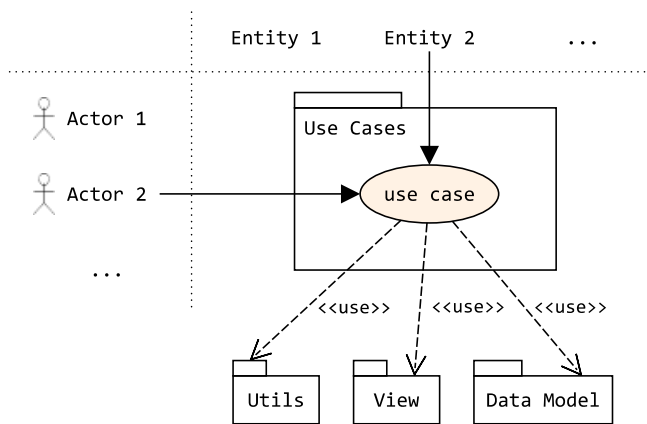 Entity 1 Entity 2 ...
Actor 1
Use Cases
Actor 2
use case
...
<<use>> <<use>> <<use>>
Utils View Data Model